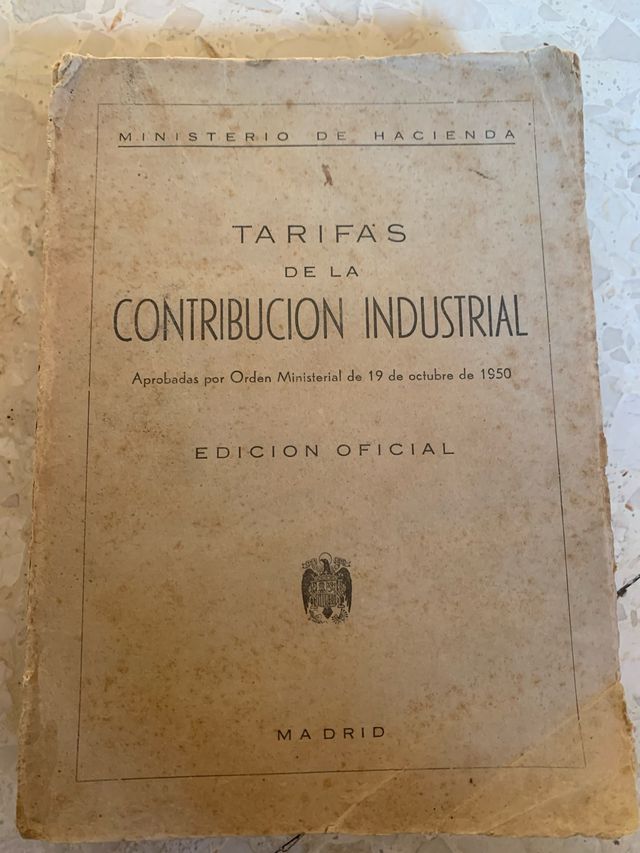 MINISTERIO DE HACIENDA
TARIFAS
DE LA
CONTRIBUCION INDUSTRIAL
Aprobadas por Orden Ministerial de 19 de octubre de 1950
EDICION OFICIAL
MADRID